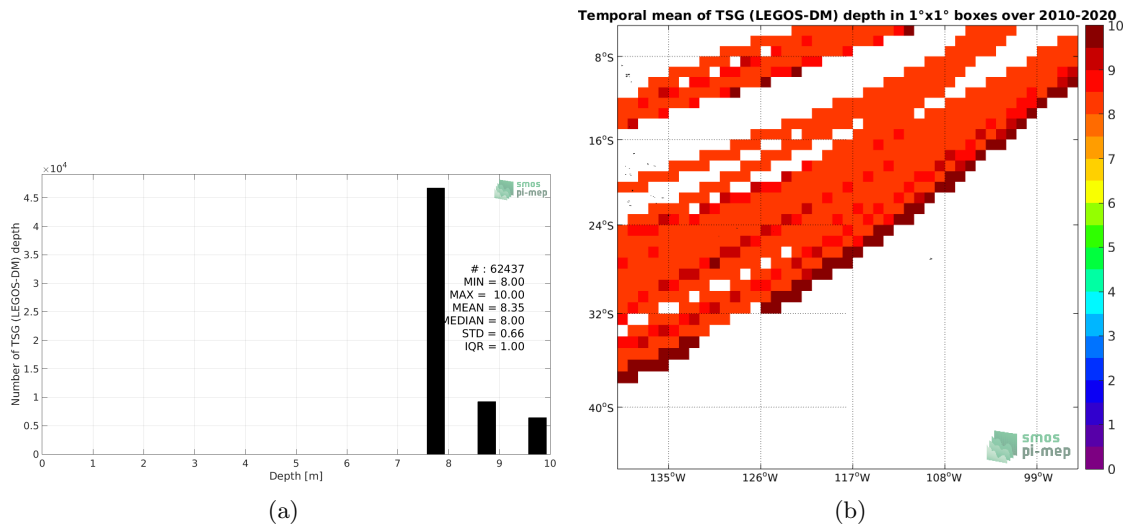 Temporal mean of TSG (LEGOS-DM) depth in 1°x1° boxes over 2010-2020
×10⁴
4.5
4
3.5
3
2.5
2
1.5
1
0.5
0
Number of TSG (LEGOS-DM) depth
smos
pi-mep
# : 62437
MIN = 8.00
MAX = 10.00
MEAN = 8.35
MEDIAN = 8.00
STD = 0.66
IQR = 1.00
0 1 2 3 4 5 6 7 8 9 10
Depth [m]
(a)
8°S
16°S
24°S
32°S
40°S
135°W 126°W 117°W 108°W 99°W
smos
pi-mep
10
9
8
7
6
5
4
3
2
1
0
(b)